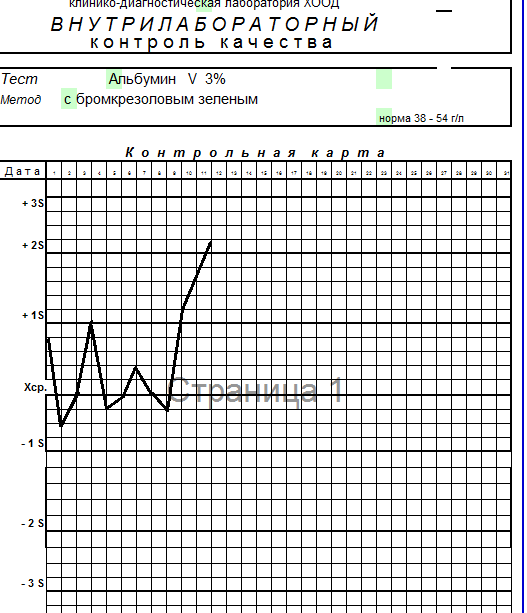 клинико-диагностическая лаборатория ХООД
ВНУТРИЛАБОРАТОРНЫЙ
контроль качества
Тест Альбумин V 3%
Метод с бромкрезоловым зеленым
норма 38 - 54 г/л
Контрольная карта
Дата 1 2 3 4 5 6 7 8 9 10 11 12 13 14 15 16 17 18 19 20 21 22 23 24 25 26 27 28 29 30 31
+ 3S
+ 2S
+ 1S
Xср.
Страница 1
- 1 S
- 2 S
- 3 S